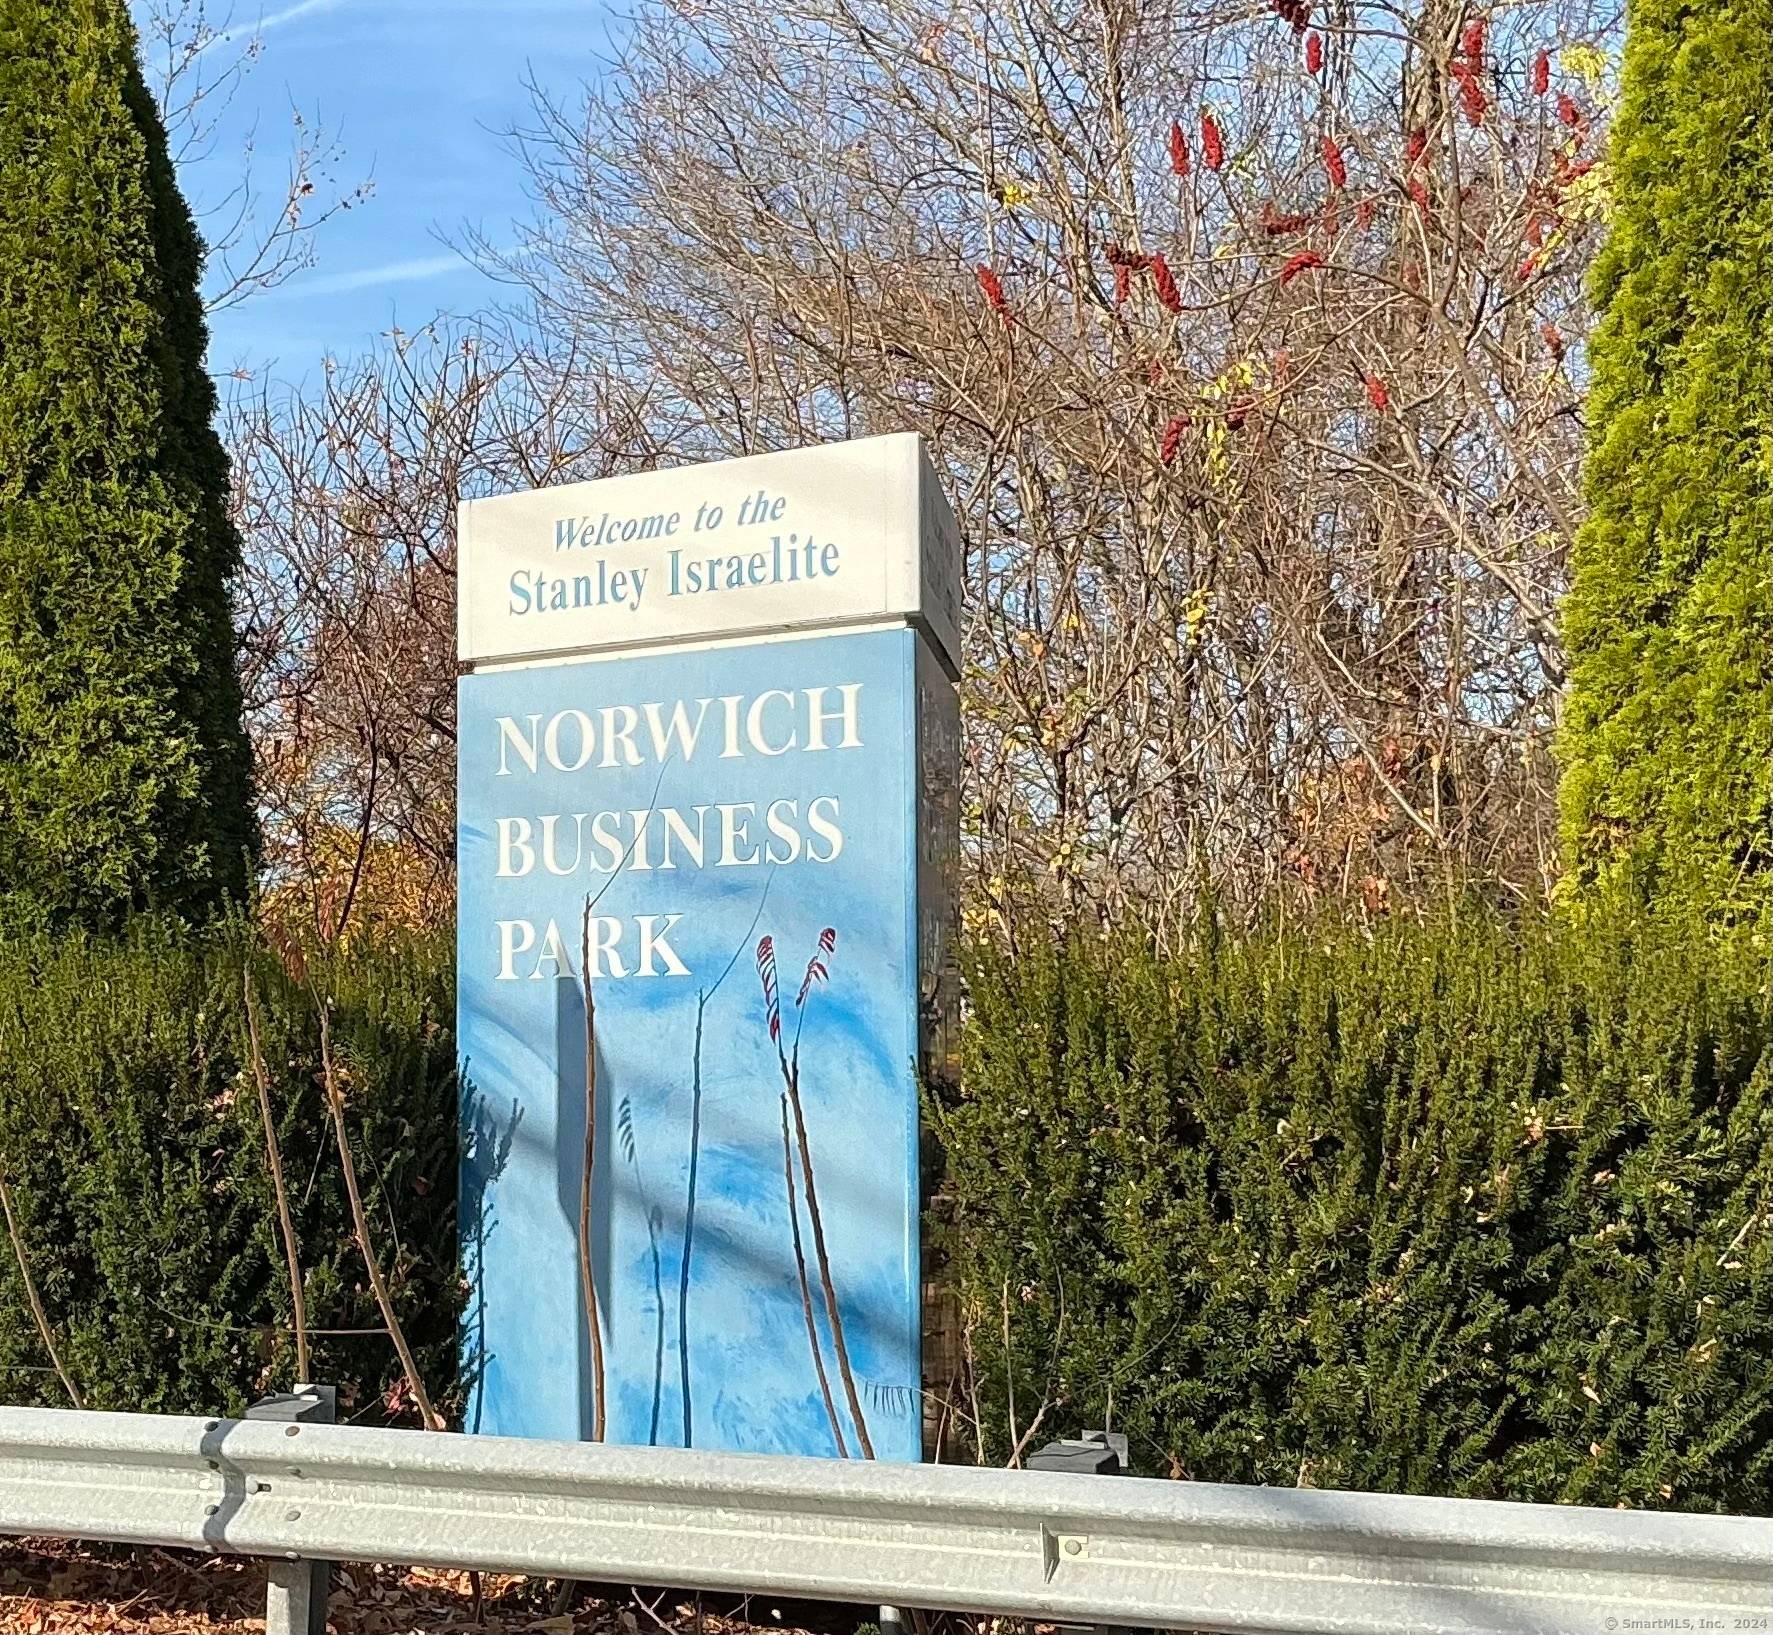 Welcome to the
Stanley Israelite
NORWICH
BUSINESS
PARK
© SmartMLS, Inc. 2024